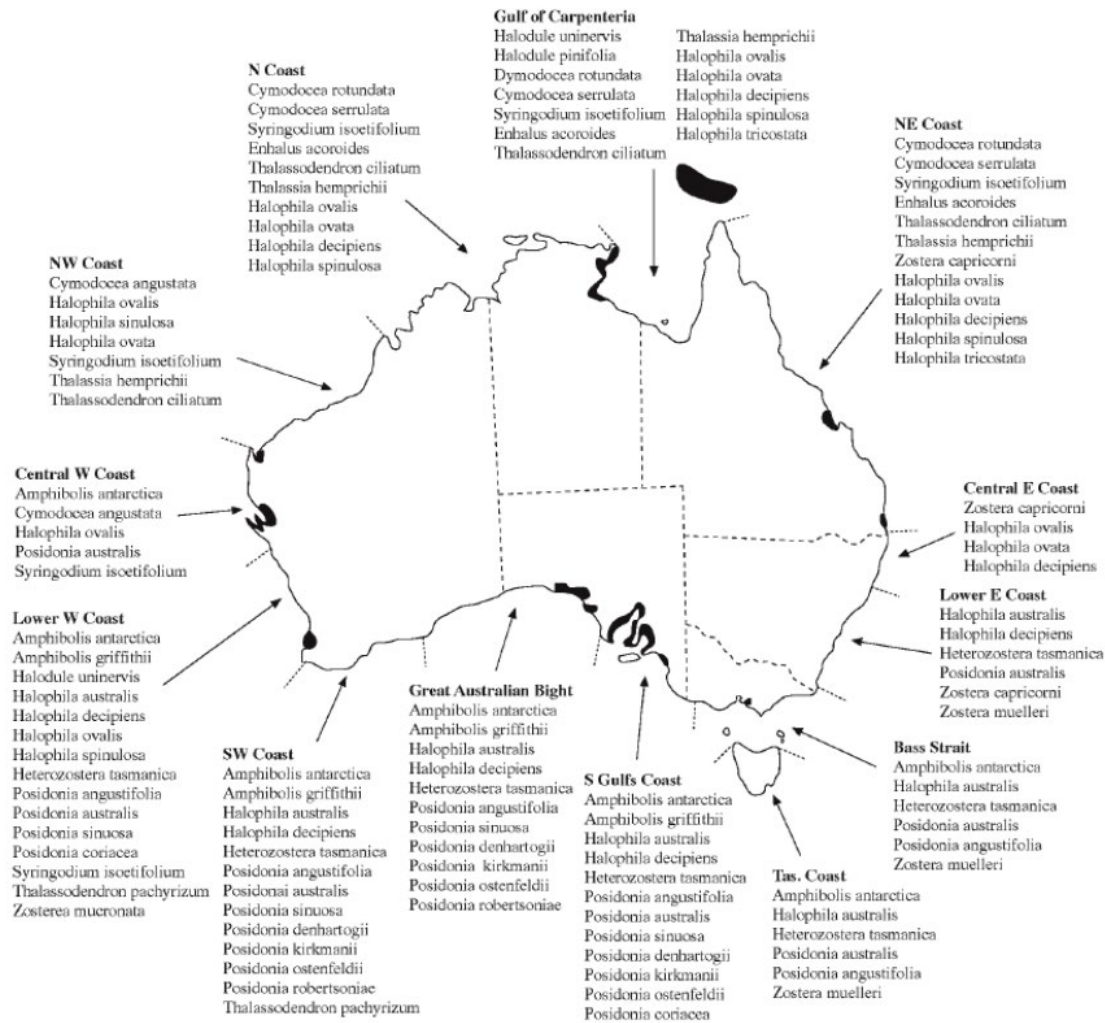 Gulf of Carpenteria
Halodule uninervis
Halodule pinifolia
Dymodocea rotundata
Cymodocea serrulata
Syringodium isoetifolium
Enhalus acoroides
Thalassodendron ciliatum
Thalassia hemprichii
Halophila ovalis
Halophila ovata
Halophila decipiens
Halophila spinulosa
Halophila tricostata
N Coast
Cymodocea rotundata
Cymodocea serrulata
Syringodium isoetifolium
Enhalus acoroides
Thalassodendron ciliatum
Thalassia hemprichii
Halophila ovalis
Halophila ovata
Halophila decipiens
Halophila spinulosa
NE Coast
Cymodocea rotundata
Cymodocea serrulata
Syringodium isoetifolium
Enhalus acoroides
Thalassodendron ciliatum
Thalassia hemprichii
Zostera capricorni
Halophila ovalis
Halophila ovata
Halophila decipiens
Halophila spinulosa
Halophila tricostata
NW Coast
Cymodocea angustata
Halophila ovalis
Halophila sinulosa
Halophila ovata
Syringodium isoetifolium
Thalassia hemprichii
Thalassodendron ciliatum
Central W Coast
Amphibolis antarctica
Cymodocea angustata
Halophila ovalis
Posidonia australis
Syringodium isoetifolium
Central E Coast
Zostera capricorni
Halophila ovalis
Halophila ovata
Halophila decipiens
Lower E Coast
Halophila australis
Halophila decipiens
Heterozostera tasmanica
Posidonia australis
Zostera capricorni
Zostera muelleri
Lower W Coast
Amphibolis antarctica
Amphibolis griffithii
Halodule uninervis
Halophila australis
Halophila decipiens
Halophila ovalis
Halophila spinulosa
Heterozostera tasmanica
Posidonia angustifolia
Posidonia australis
Posidonia sinuosa
Posidonia coriacea
Syringodium isoetifolium
Thalassodendron pachyrizum
Zosterea mucronata
SW Coast
Amphibolis antarctica
Amphibolis griffithii
Halophila australis
Halophila decipiens
Heterozostera tasmanica
Posidonia angustifolia
Posidonai australis
Posidonia sinuosa
Posidonia denhartogii
Posidonia kirkmanii
Posidonia ostenfeldii
Posidonia robertsoniae
Thalassodendron pachyrizum
Great Australian Bight
Amphibolis antarctica
Amphibolis griffithii
Halophila australis
Halophila decipiens
Heterozostera tasmanica
Posidonia angustifolia
Posidonia sinuosa
Posidonia denhartogii
Posidonia kirkmanii
Posidonia ostenfeldii
Posidonia robertsoniae
S Gulfs Coast
Amphibolis antarctica
Amphibolis griffithii
Halophila australis
Halophila decipiens
Heterozostera tasmanica
Posidonia angustifolia
Posidonia australis
Posidonia sinuosa
Posidonia denhartogii
Posidonia kirkmanii
Posidonia ostenfeldii
Posidonia coriacea
Bass Strait
Amphibolis antarctica
Halophila australis
Heterozostera tasmanica
Posidonia australis
Posidonia angustifolia
Zostera muelleri
Tas. Coast
Amphibolis antarctica
Halophila australis
Heterozostera tasmanica
Posidonia australis
Posidonia angustifolia
Zostera muelleri